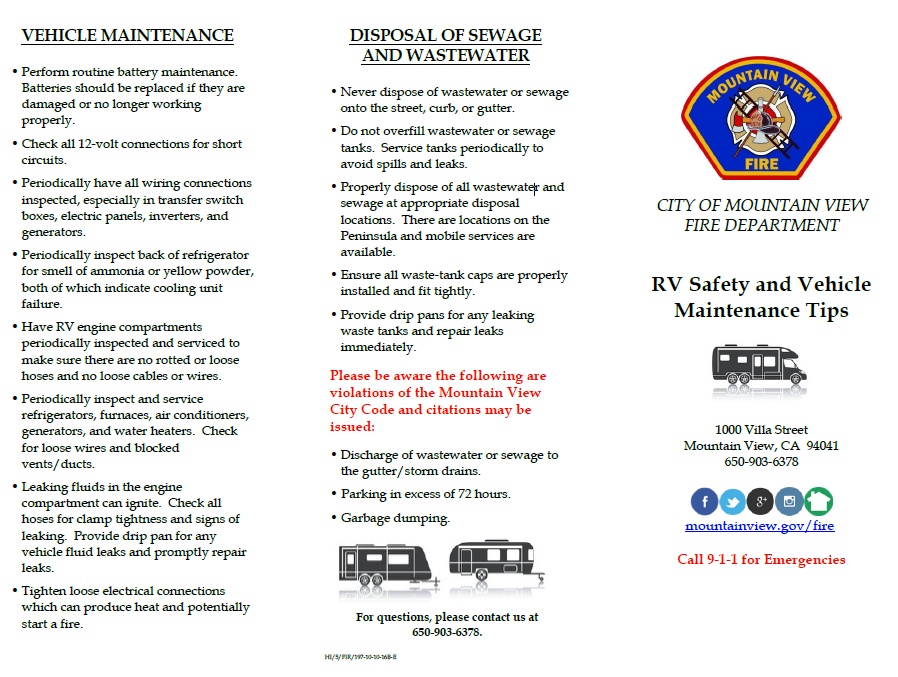 VEHICLE MAINTENANCE
• Perform routine battery maintenance.
Batteries should be replaced if they are
damaged or no longer working
properly.
• Check all 12-volt connections for short
circuits.
• Periodically have all wiring connections
inspected, especially in transfer switch
boxes, electric panels, inverters, and
generators.
• Periodically inspect back of refrigerator
for smell of ammonia or yellow powder,
both of which indicate cooling unit
failure.
• Have RV engine compartments
periodically inspected and serviced to
make sure there are no rotted or loose
hoses and no loose cables or wires.
• Periodically inspect and service
refrigerators, furnaces, air conditioners,
generators, and water heaters.  Check
for loose wires and blocked
vents/ducts.
• Leaking fluids in the engine
compartment can ignite.  Check all
hoses for clamp tightness and signs of
leaking.  Provide drip pan for any
vehicle fluid leaks and promptly repair
leaks.
• Tighten loose electrical connections
which can produce heat and potentially
start a fire.
DISPOSAL OF SEWAGE
AND WASTEWATER
• Never dispose of wastewater or sewage
onto the street, curb, or gutter.
• Do not overfill wastewater or sewage
tanks.  Service tanks periodically to
avoid spills and leaks.
• Properly dispose of all wastewater and
sewage at appropriate disposal
locations.  There are locations on the
Peninsula and mobile services are
available.
• Ensure all waste-tank caps are properly
installed and fit tightly.
• Provide drip pans for any leaking
waste tanks and repair leaks
immediately.
Please be aware the following are
violations of the Mountain View
City Code and citations may be
issued:
• Discharge of wastewater or sewage to
the gutter/storm drains.
• Parking in excess of 72 hours.
• Garbage dumping.
For questions, please contact us at
650-903-6378.
HI/5/FIR/197-10-10-16B-E
MOUNTAIN VIEW
FIRE
CITY OF MOUNTAIN VIEW
FIRE DEPARTMENT
RV Safety and Vehicle
Maintenance Tips
1000 Villa Street
Mountain View, CA  94041
650-903-6378
f g+
mountainview.gov/fire
Call 9-1-1 for Emergencies